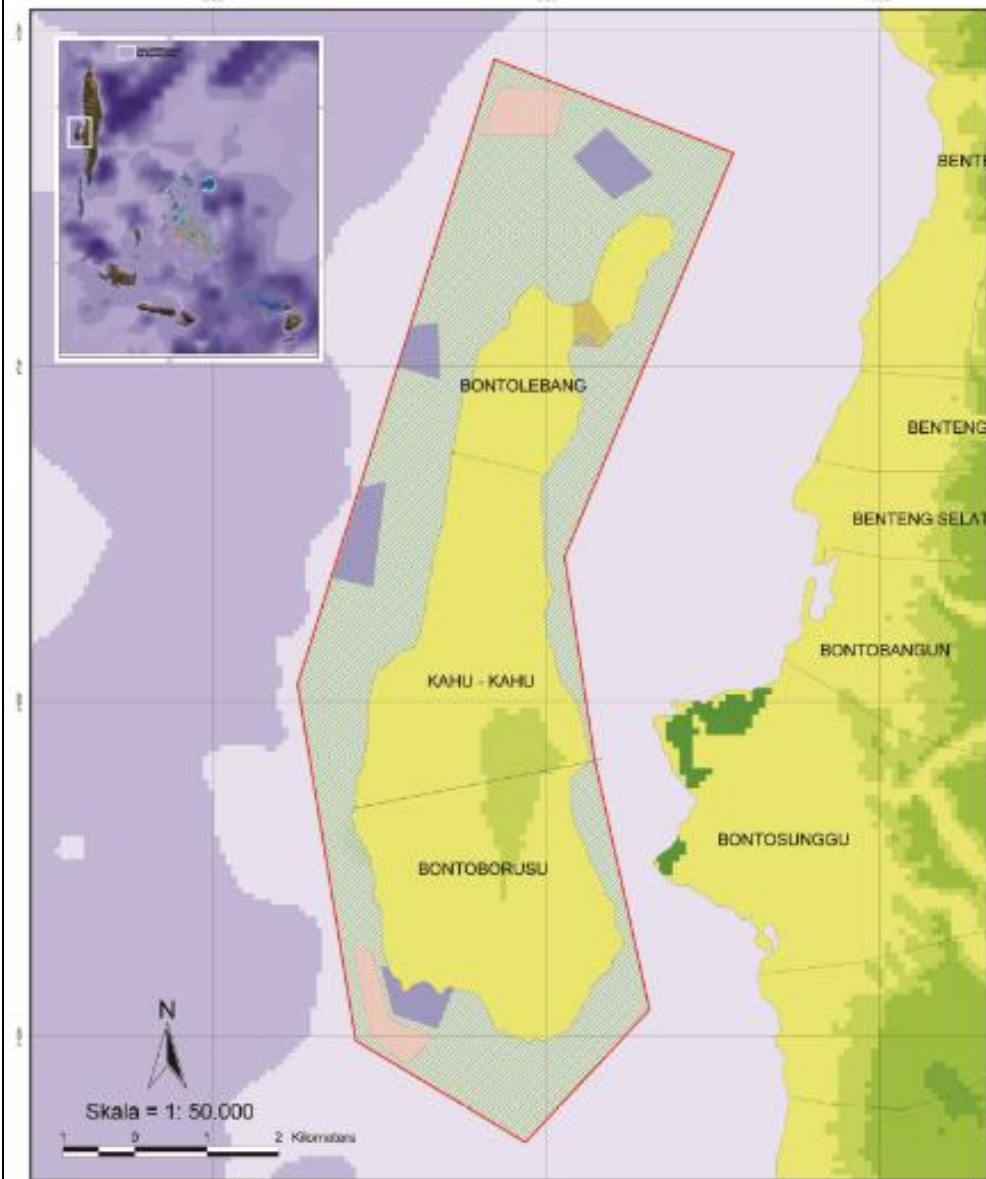 BENTE
BONTOLEBANG
BENTENG
BENTENG SELAT
BONTOBANGUN
KAHU - KAHU
BONTOSUNGGU
BONTOBORUSU
N
Skala = 1: 50.000
1 0 1 2 Kilometers